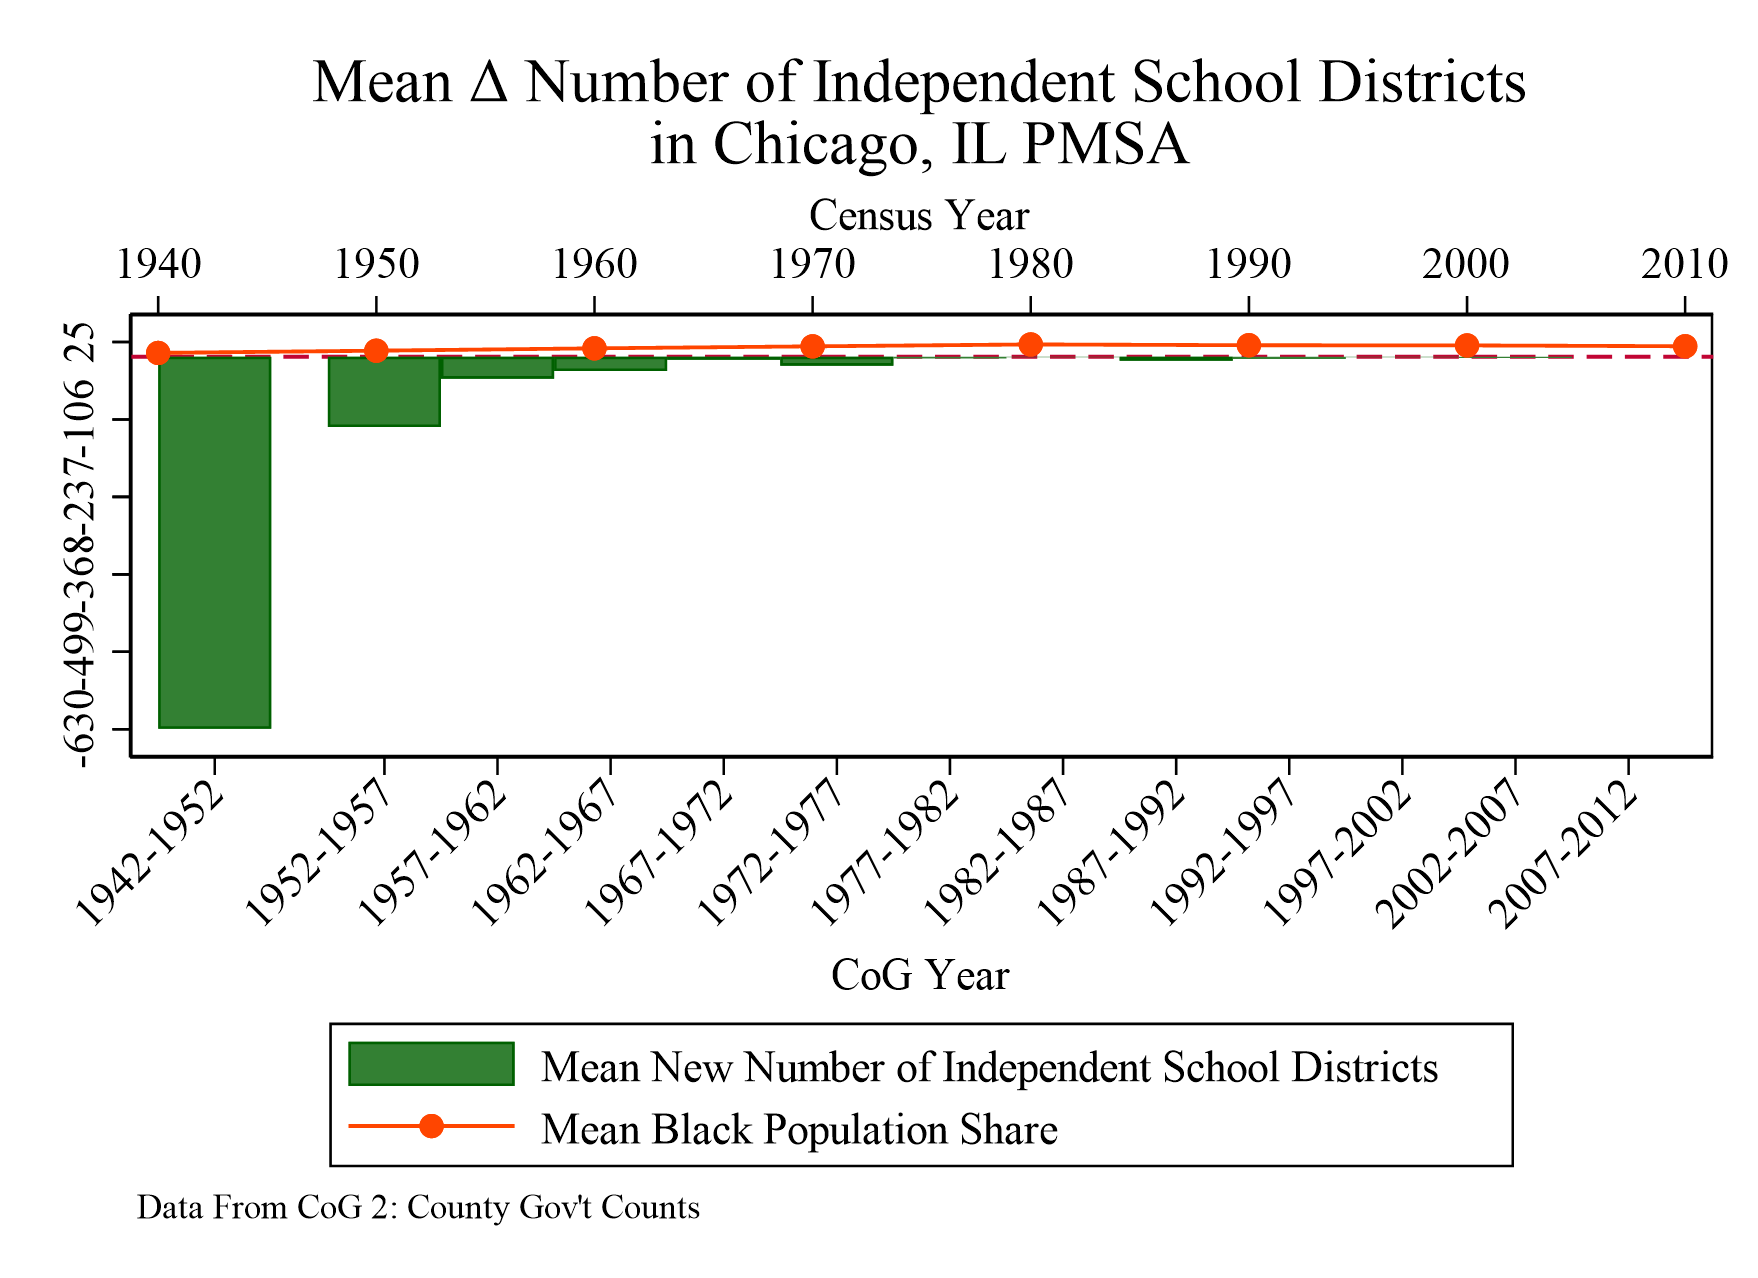 Mean Δ Number of Independent School Districts
in Chicago, IL PMSA
Census Year
1940 1950 1960 1970 1980 1990 2000 2010
25
-106
-237
-368
-499
-630
1942-1952 1952-1957 1957-1962 1962-1967 1967-1972 1972-1977 1977-1982 1982-1987 1987-1992 1992-1997 1997-2002 2002-2007 2007-2012
CoG Year
Mean New Number of Independent School Districts
Mean Black Population Share
Data From CoG 2: County Gov't Counts